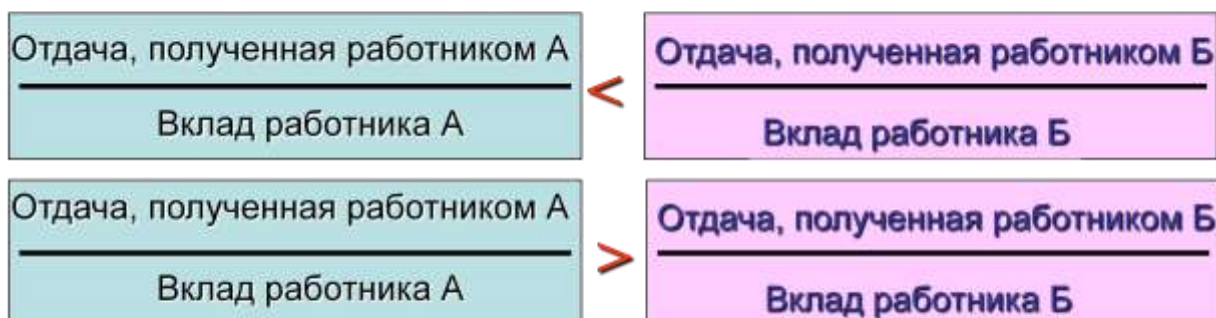 Отдача, полученная работником А
Вклад работника А
<
Отдача, полученная работником Б
Вклад работника Б
Отдача, полученная работником А
Вклад работника А
>
Отдача, полученная работником Б
Вклад работника Б